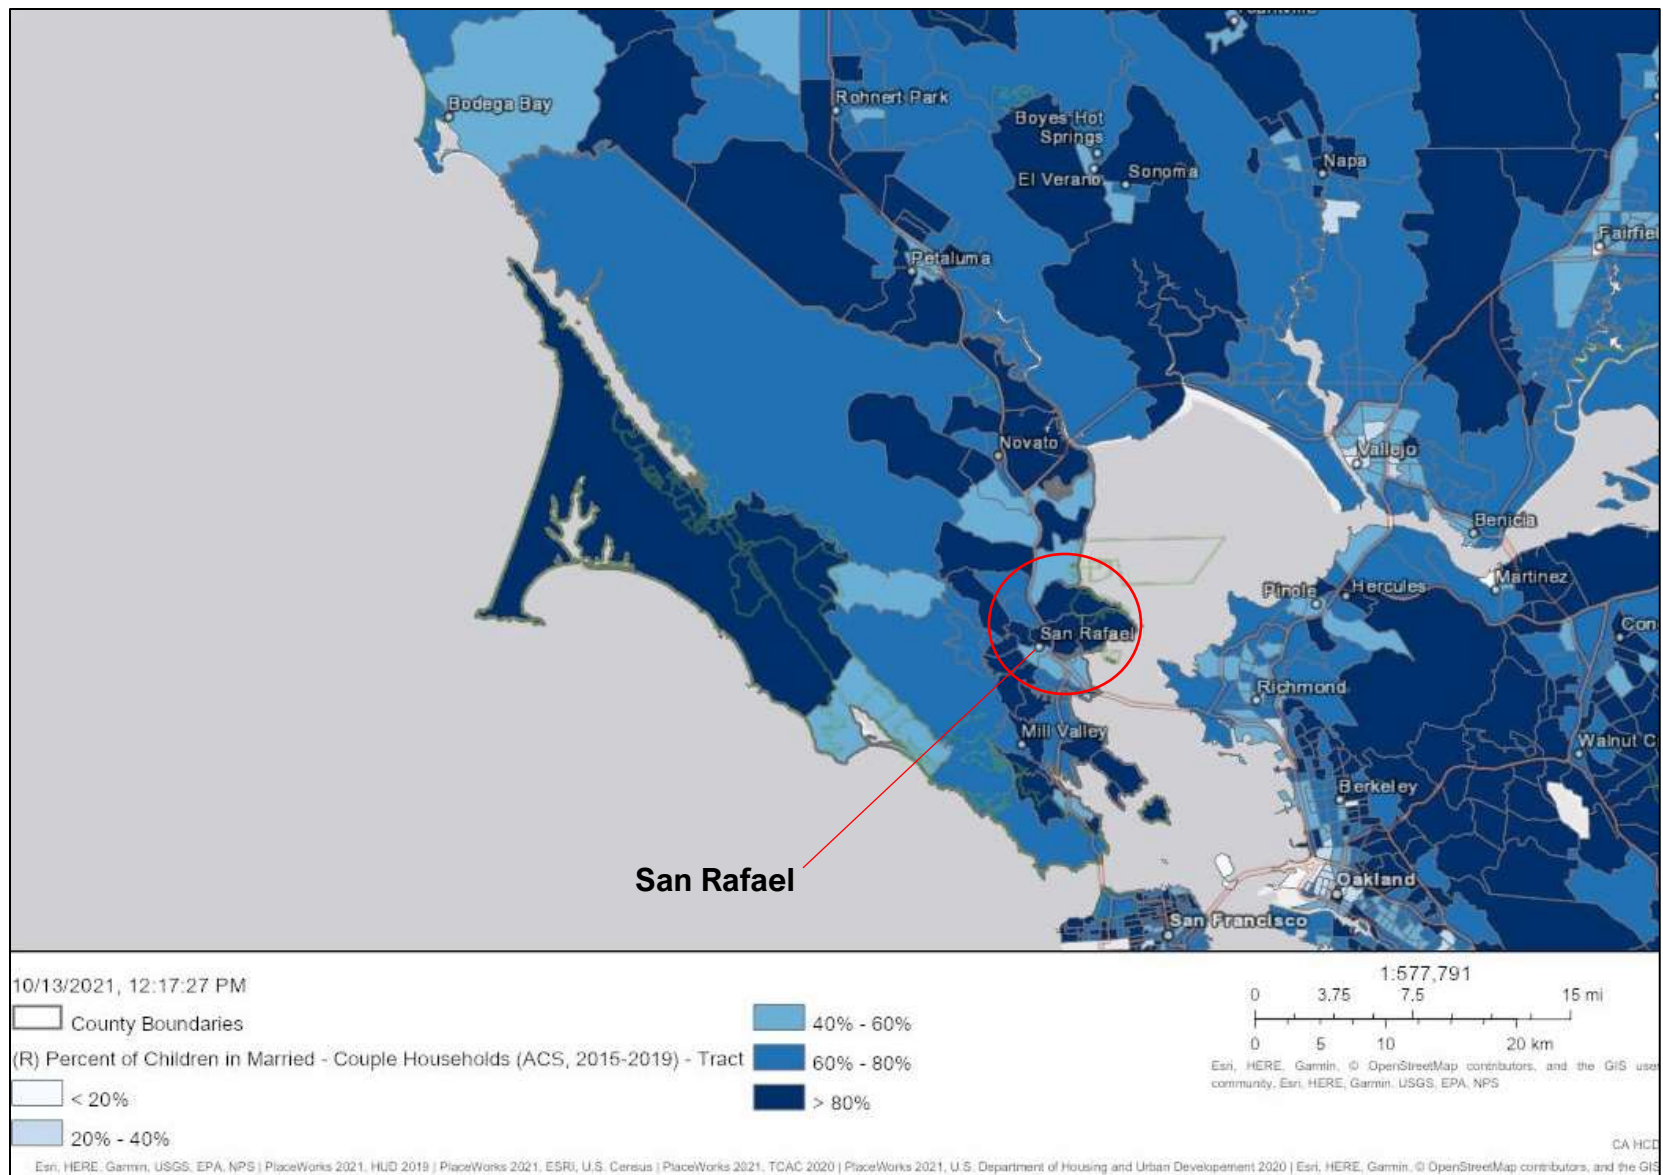 Bodega Bay
Rohnert Park
Boyes Hot
Springs
El Verano
Sonoma
Napa
Fairfie
Petaluma
Novato
Vallejo
Benicia
Martinez
Pinole
Hercules
Con
San Rafael
Richmond
Mill Valley
Walnut C
Berkeley
San Rafael
Oakland
San Francisco
10/13/2021, 12:17:27 PM
County Boundaries
(R) Percent of Children in Married - Couple Households (ACS, 2015-2019) - Tract
< 20%
20% - 40%
40% - 60%
60% - 80%
> 80%
1:577,791
0 3.75 7.5 15 mi
0 5 10 20 km
Esri, HERE, Garmin, © OpenStreetMap contributors, and the GIS user
community, Esri, HERE, Garmin, USGS, EPA, NPS
CA HCD
Esri, HERE, Garmin, USGS, EPA, NPS | PlaceWorks 2021, HUD 2019 | PlaceWorks 2021, ESRI, U.S. Census | PlaceWorks 2021, TCAC 2020 | PlaceWorks 2021, U.S. Department of Housing and Urban Developement 2020 | Esri, HERE, Garmin, © OpenStreetMap contributors, and the GIS